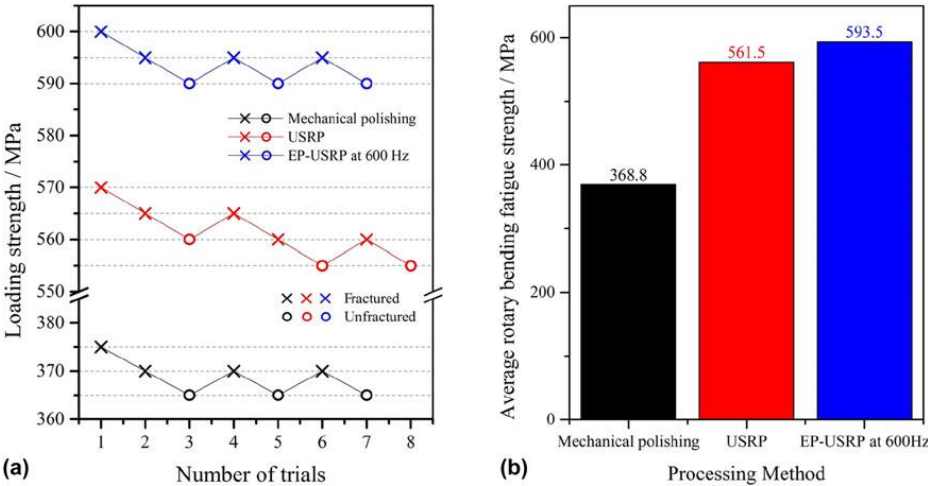 600
590
580
570
560
550
375
370
360
Loading strength / MPa
Mechanical polishing
USRP
EP-USRP at 600 Hz
Fractured
Unfractured
1 2 3 4 5 6 7 8
Number of trials
(a)
600
400
200
0
Average rotary bending fatigue strength / MPa
368.8
561.5
593.5
Mechanical polishing USRP EP-USRP at 600Hz
Processing Method
(b)